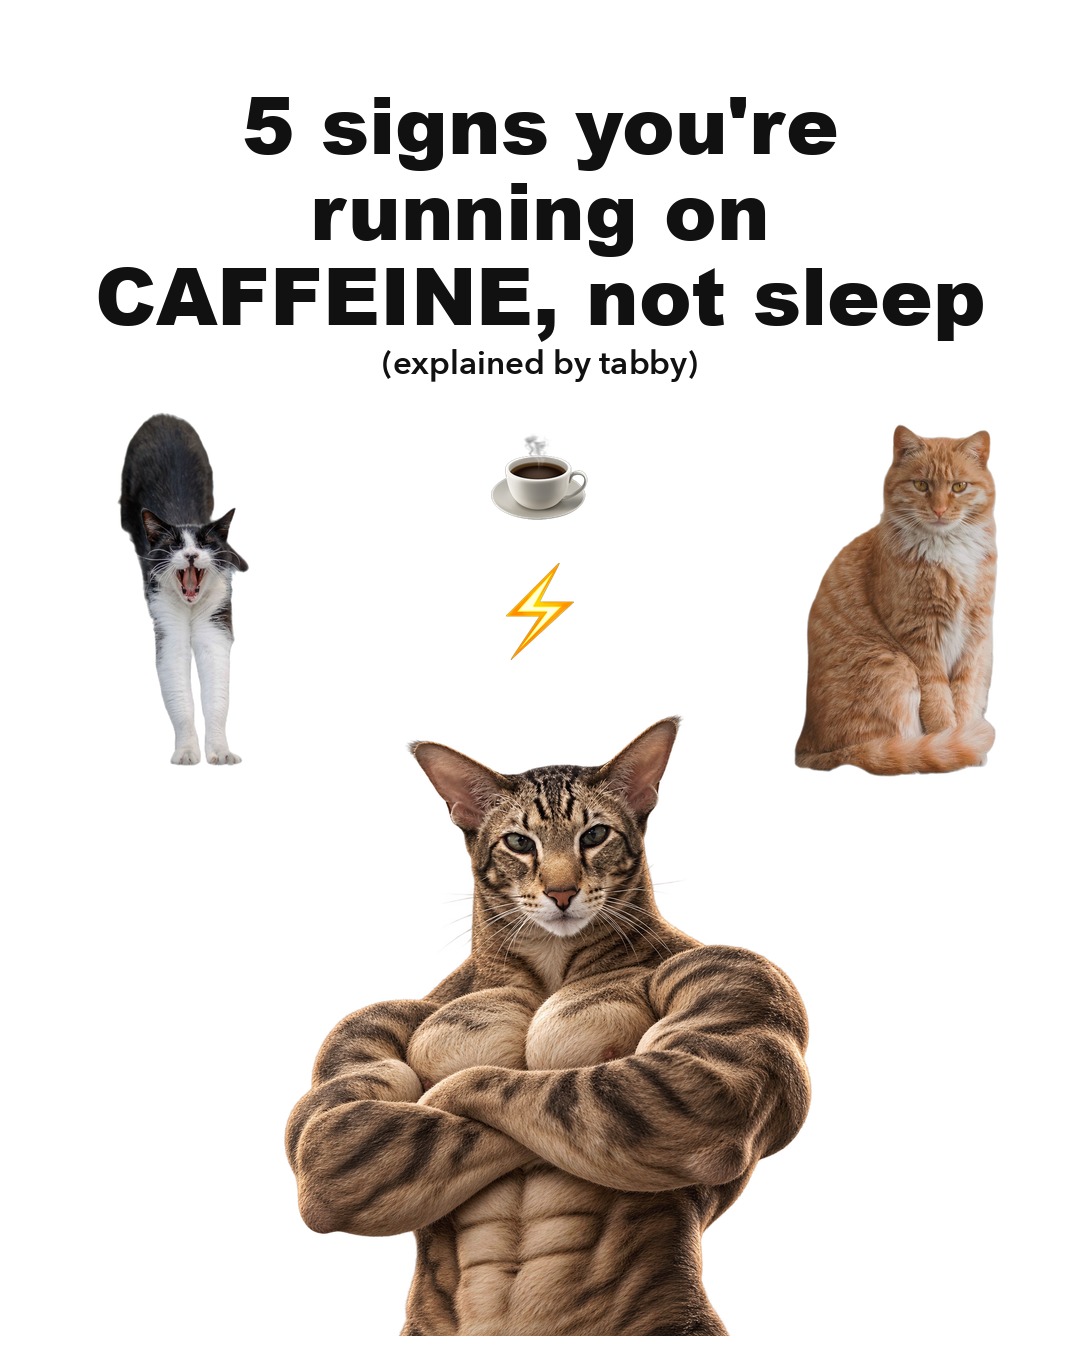 5 signs you're
running on
CAFFEINE, not sleep
(explained by tabby)